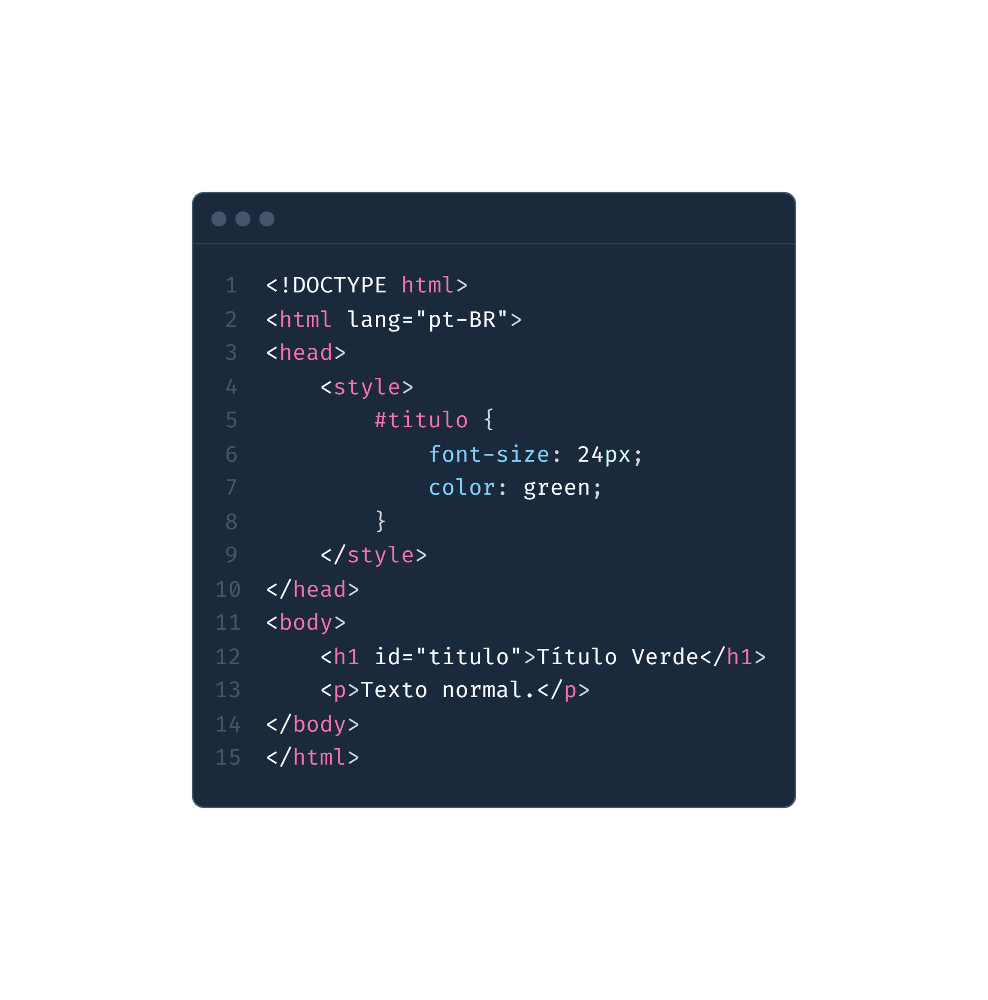 1 <!DOCTYPE html>
2 <html lang="pt-BR">
3 <head>
4     <style>
5         #titulo {
6             font-size: 24px;
7             color: green;
8         }
9     </style>
10 </head>
11 <body>
12     <h1 id="titulo">Título Verde</h1>
13     <p>Texto normal.</p>
14 </body>
15 </html>